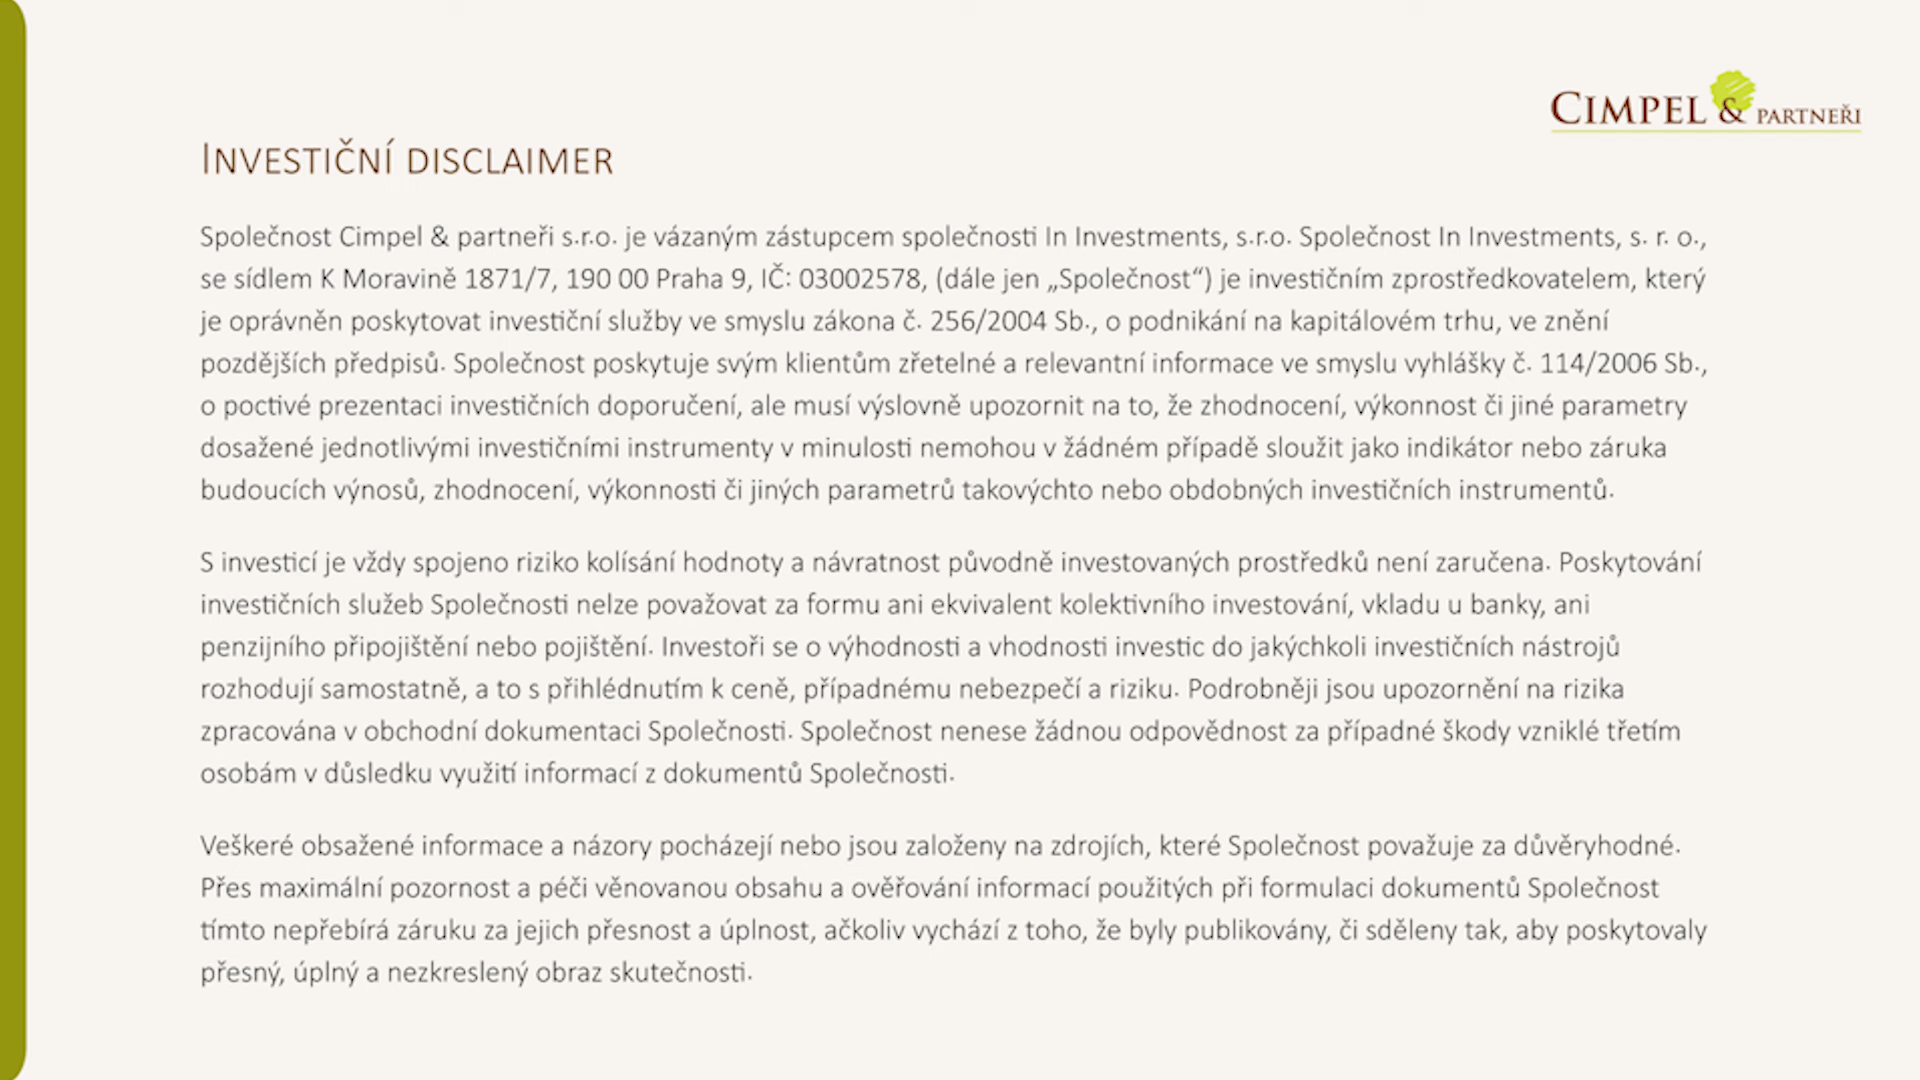 CIMPEL & PARTNEŘI
INVESTIČNÍ DISCLAIMER
Společnost Cimpel & partneři s.r.o. je vázaným zástupcem společnosti In Investments, s.r.o. Společnost In Investments, s. r. o.,
se sídlem K Moravině 1871/7, 190 00 Praha 9, IČ: 03002578, (dále jen „Společnost“) je investičním zprostředkovatelem, který
je oprávněn poskytovat investiční služby ve smyslu zákona č. 256/2004 Sb., o podnikání na kapitálovém trhu, ve znění
pozdějších předpisů. Společnost poskytuje svým klientům zřetelné a relevantní informace ve smyslu vyhlášky č. 114/2006 Sb.,
o poctivé prezentaci investičních doporučení, ale musí výslovně upozornit na to, že zhodnocení, výkonnost či jiné parametry
dosažené jednotlivými investičními instrumenty v minulosti nemohou v žádném případě sloužit jako indikátor nebo záruka
budoucích výnosů, zhodnocení, výkonnosti či jiných parametrů takovýchto nebo obdobných investičních instrumentů.
S investicí je vždy spojeno riziko kolísání hodnoty a návratnost původně investovaných prostředků není zaručena. Poskytování
investičních služeb Společnosti nelze považovat za formu ani ekvivalent kolektivního investování, vkladu u banky, ani
penzijního připojištění nebo pojištění. Investoři se o výhodnosti a vhodnosti investic do jakýchkoli investičních nástrojů
rozhodují samostatně, a to s přihlédnutím k ceně, případnému nebezpečí a riziku. Podrobněji jsou upozornění na rizika
zpracována v obchodní dokumentaci Společnosti. Společnost nenese žádnou odpovědnost za případné škody vzniklé třetím
osobám v důsledku využití informací z dokumentů Společnosti.
Veškeré obsažené informace a názory pocházejí nebo jsou založeny na zdrojích, které Společnost považuje za důvěryhodné.
Přes maximální pozornost a péči věnovanou obsahu a ověřování informací použitých při formulaci dokumentů Společnost
tímto nepřebírá záruku za jejich přesnost a úplnost, ačkoliv vychází z toho, že byly publikovány, či sděleny tak, aby poskytovaly
přesný, úplný a nezkreslený obraz skutečnosti.